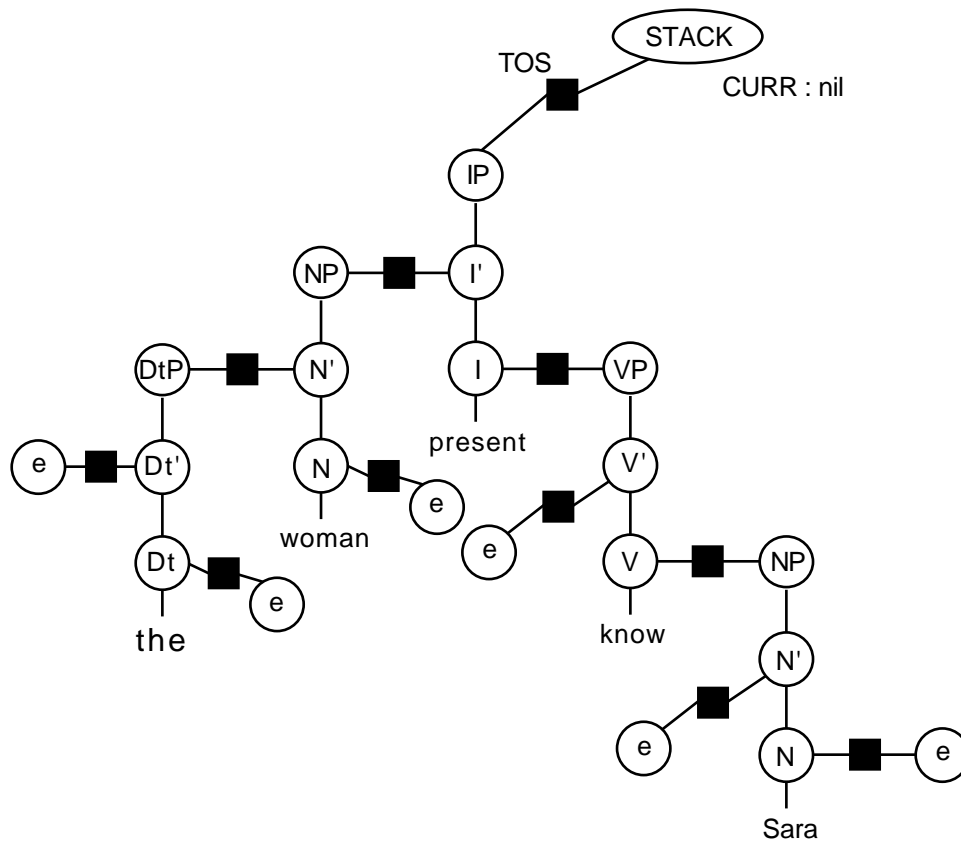 STACK
TOS
CURR : nil
IP
NP
I'
DtP
N'
I
VP
present
e
Dt'
N
e
V'
woman
e
Dt
e
V
NP
the
know
N'
e
N
e
Sara